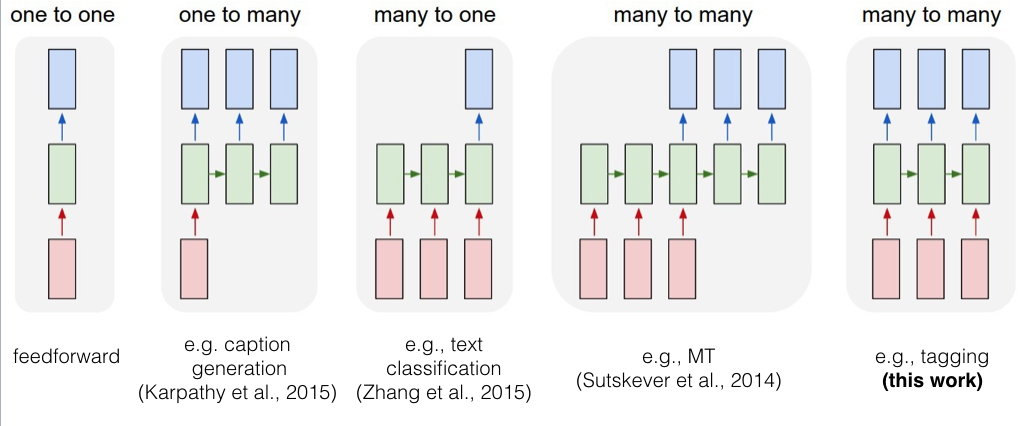 one to one
one to many
many to one
many to many
many to many
feedforward
e.g. caption
generation
(Karpathy et al., 2015)
e.g., text
classification
(Zhang et al., 2015)
e.g., MT
(Sutskever et al., 2014)
e.g., tagging
(this work)